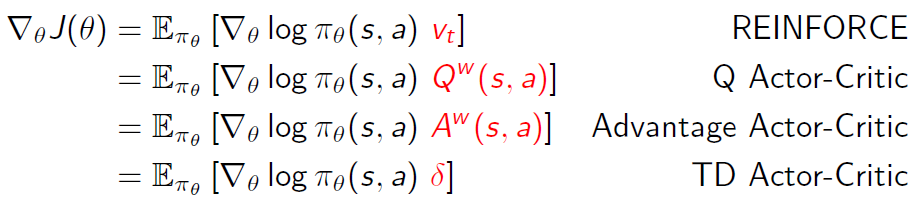 ∇θJ(θ) = 𝔼πθ [∇θ log πθ(s, a) vt] REINFORCE
= 𝔼πθ [∇θ log πθ(s, a) Qʷ(s, a)] Q Actor-Critic
= 𝔼πθ [∇θ log πθ(s, a) Aʷ(s, a)] Advantage Actor-Critic
= 𝔼πθ [∇θ log πθ(s, a) δ] TD Actor-Critic